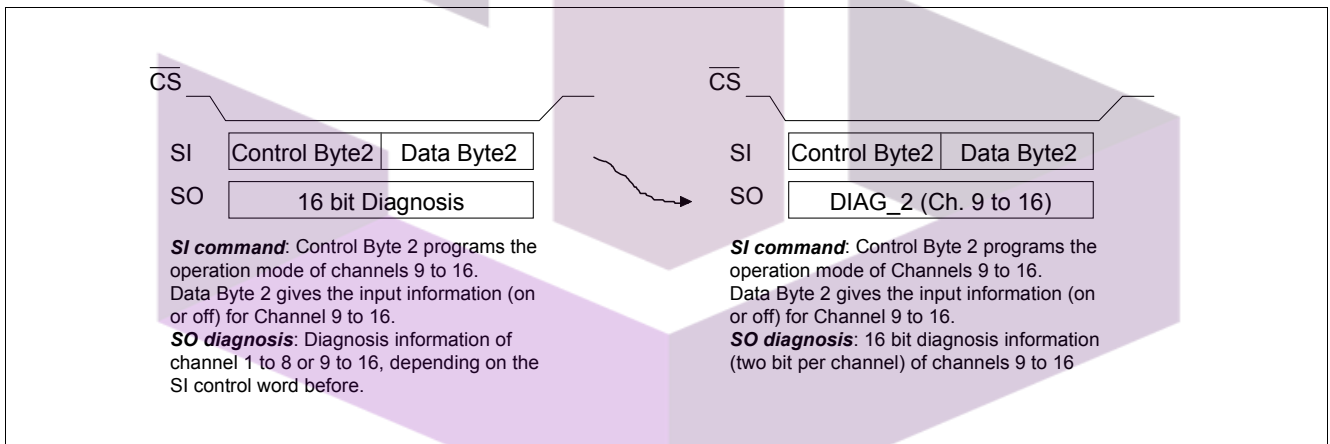 CS
SI Control Byte2 Data Byte2
SO 16 bit Diagnosis
SI command: Control Byte 2 programs the
operation mode of channels 9 to 16.
Data Byte 2 gives the input information (on
or off) for Channel 9 to 16.
SO diagnosis: Diagnosis information of
channel 1 to 8 or 9 to 16, depending on the
SI control word before.
CS
SI Control Byte2 Data Byte2
SO DIAG_2 (Ch. 9 to 16)
SI command: Control Byte 2 programs the
operation mode of Channels 9 to 16.
Data Byte 2 gives the input information (on
or off) for Channel 9 to 16.
SO diagnosis: 16 bit diagnosis information
(two bit per channel) of channels 9 to 16